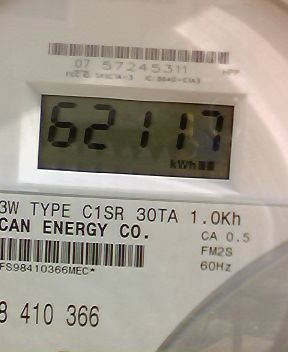 07 57245311
62117
kWh
3W TYPE C1SR 30TA 1.0Kh
CAN ENERGY CO.
CA 0.5
FM2S
60Hz
FS98410366MEC*
8 410 366